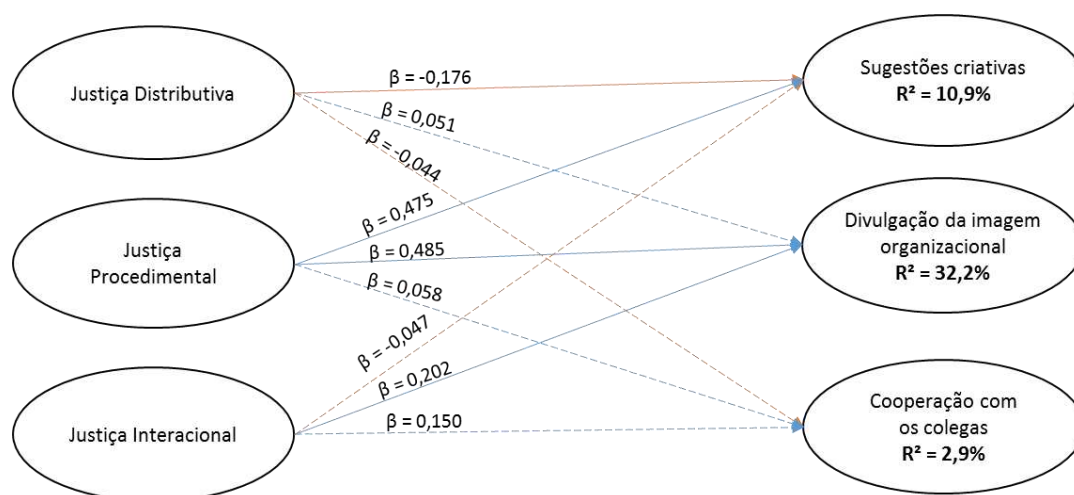 Justiça Distributiva
β = -0,176
β = 0,051
β = -0,044
Sugestões criativas
R² = 10,9%
Justiça
Procedimental
β = 0,475
β = 0,485
β = 0,058
Divulgação da imagem
organizacional
R² = 32,2%
Justiça Interacional
β = -0,047
β = 0,202
β = 0,150
Cooperação com
os colegas
R² = 2,9%